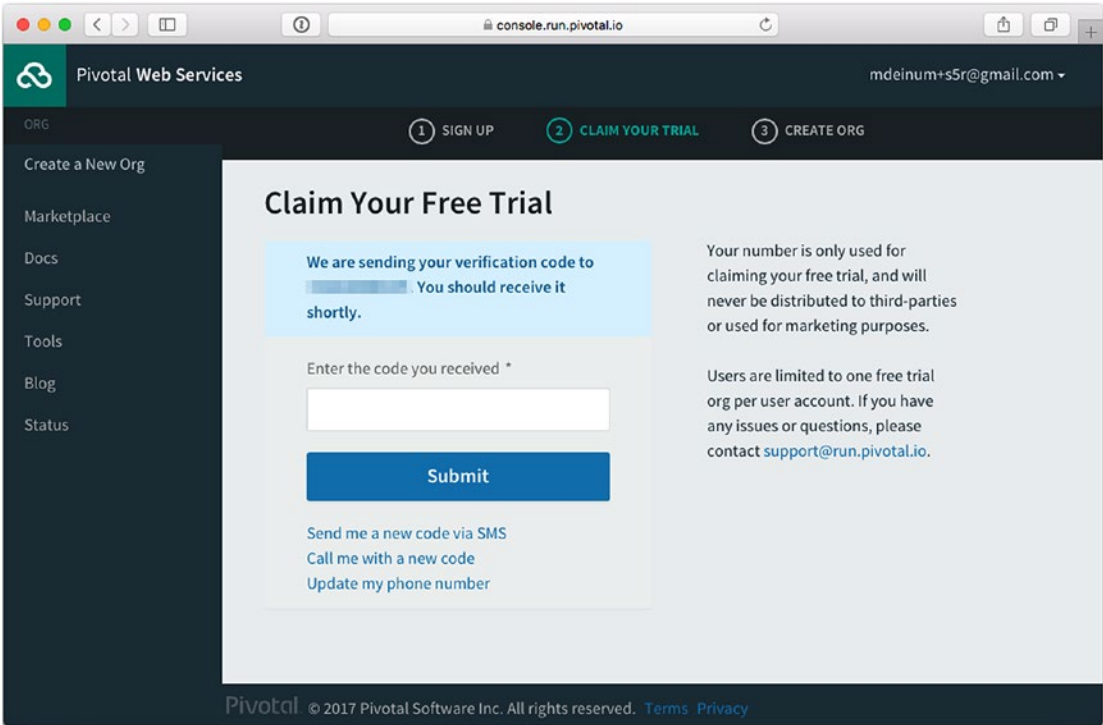 console.run.pivotal.io
Pivotal Web Services
mdeinum+s5r@gmail.com
ORG
1 SIGN UP
2 CLAIM YOUR TRIAL
3 CREATE ORG
Create a New Org
Marketplace
Docs
Support
Tools
Blog
Status
Claim Your Free Trial
We are sending your verification code to
. You should receive it
shortly.
Enter the code you received *
Submit
Send me a new code via SMS
Call me with a new code
Update my phone number
Your number is only used for
claiming your free trial, and will
never be distributed to third-parties
or used for marketing purposes.
Users are limited to one free trial
org per user account. If you have
any issues or questions, please
contact support@run.pivotal.io.
Pivotal © 2017 Pivotal Software Inc. All rights reserved. Terms Privacy